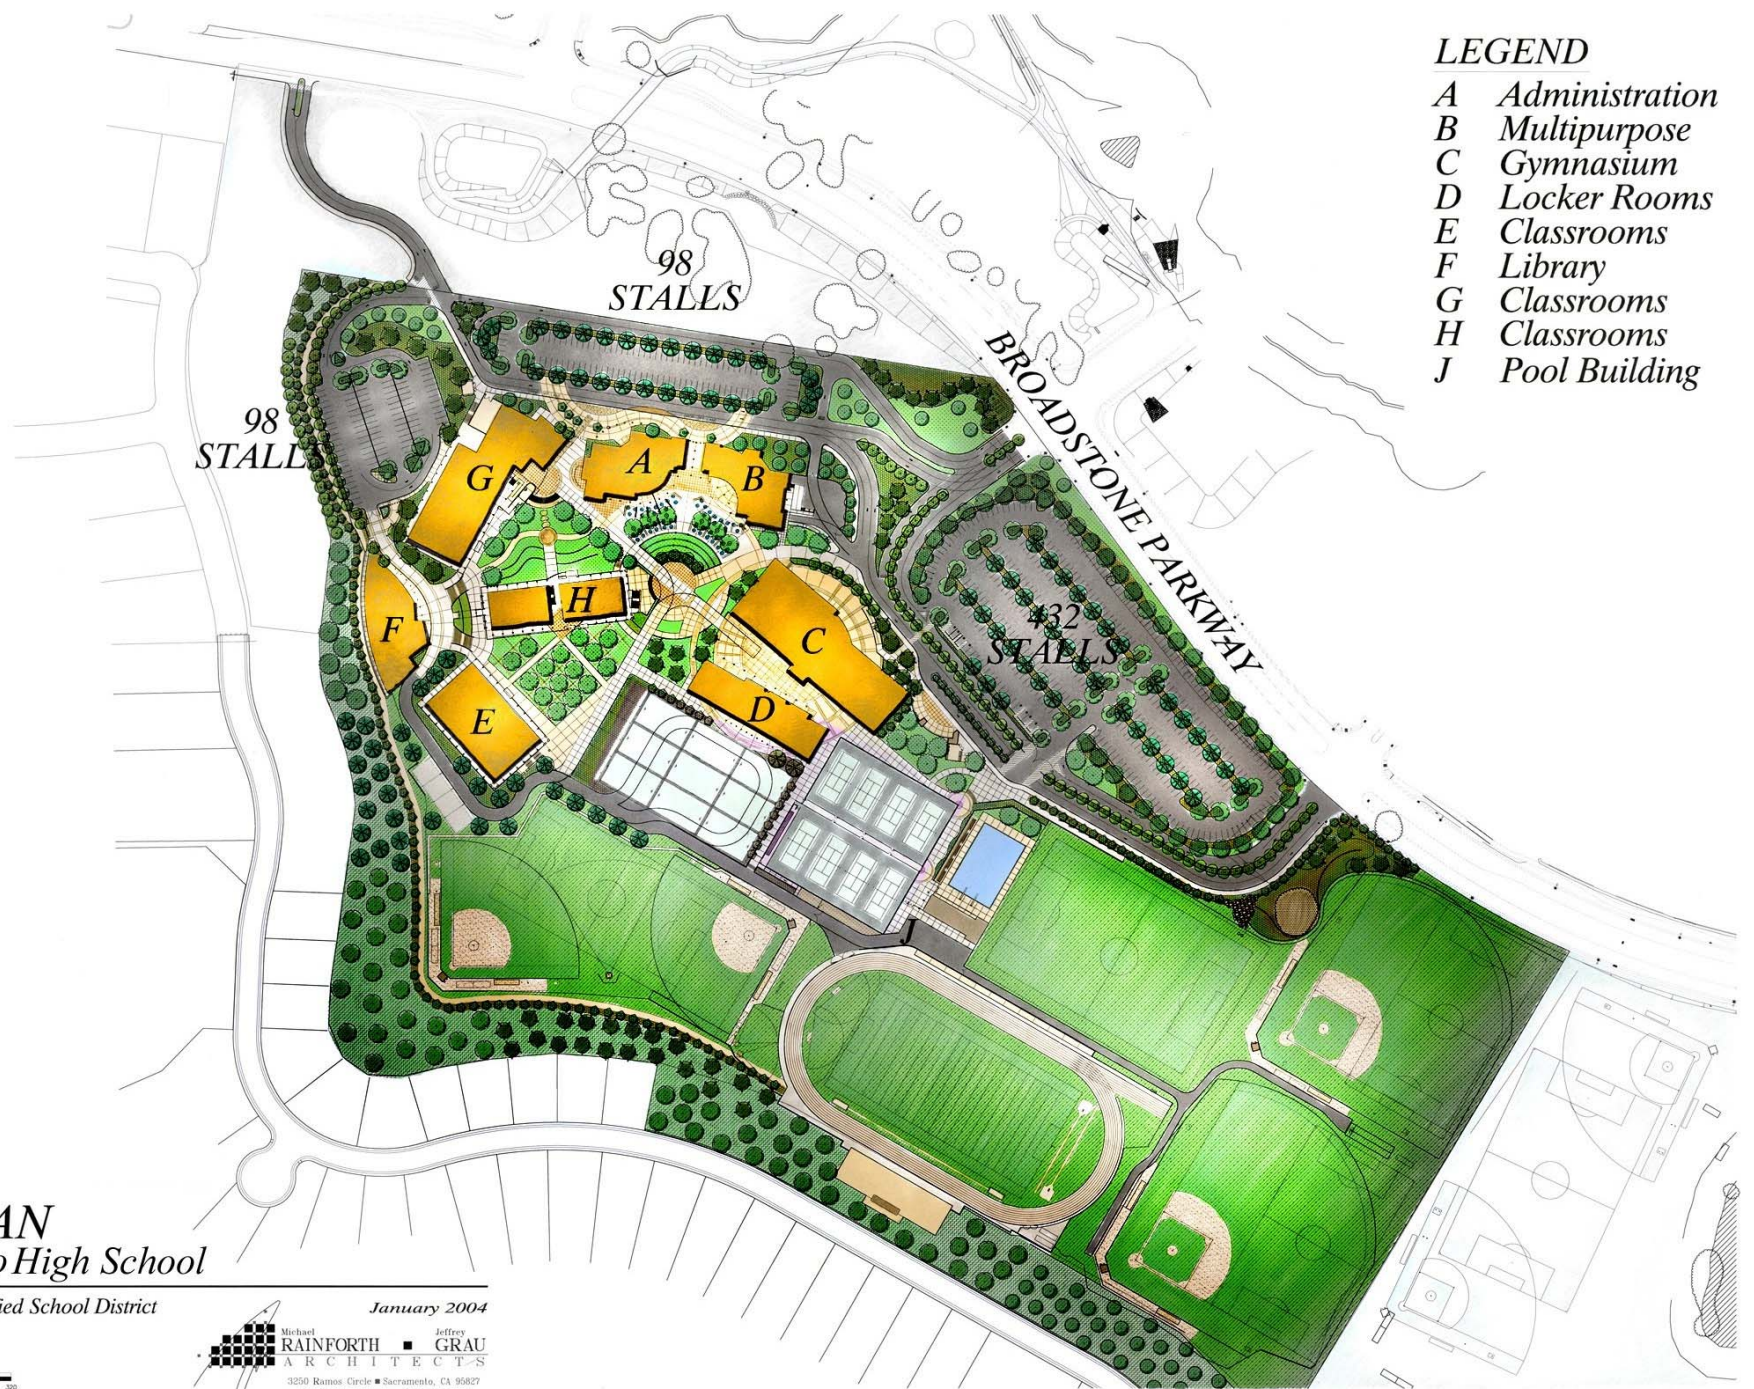 LEGEND
A Administration
B Multipurpose
C Gymnasium
D Locker Rooms
E Classrooms
F Library
G Classrooms
H Classrooms
J Pool Building
98
STALLS
BROADSTONE PARKWAY
98
STALL
G
A
B
432
STALLS
H
F
C
E
D
J
AN
o High School
ied School District
January 2004
Michael Jeffrey
RAINFORTH ■ GRAU
ARCHITECTS
3250 Ramos Circle ■ Sacramento, CA 95827
320